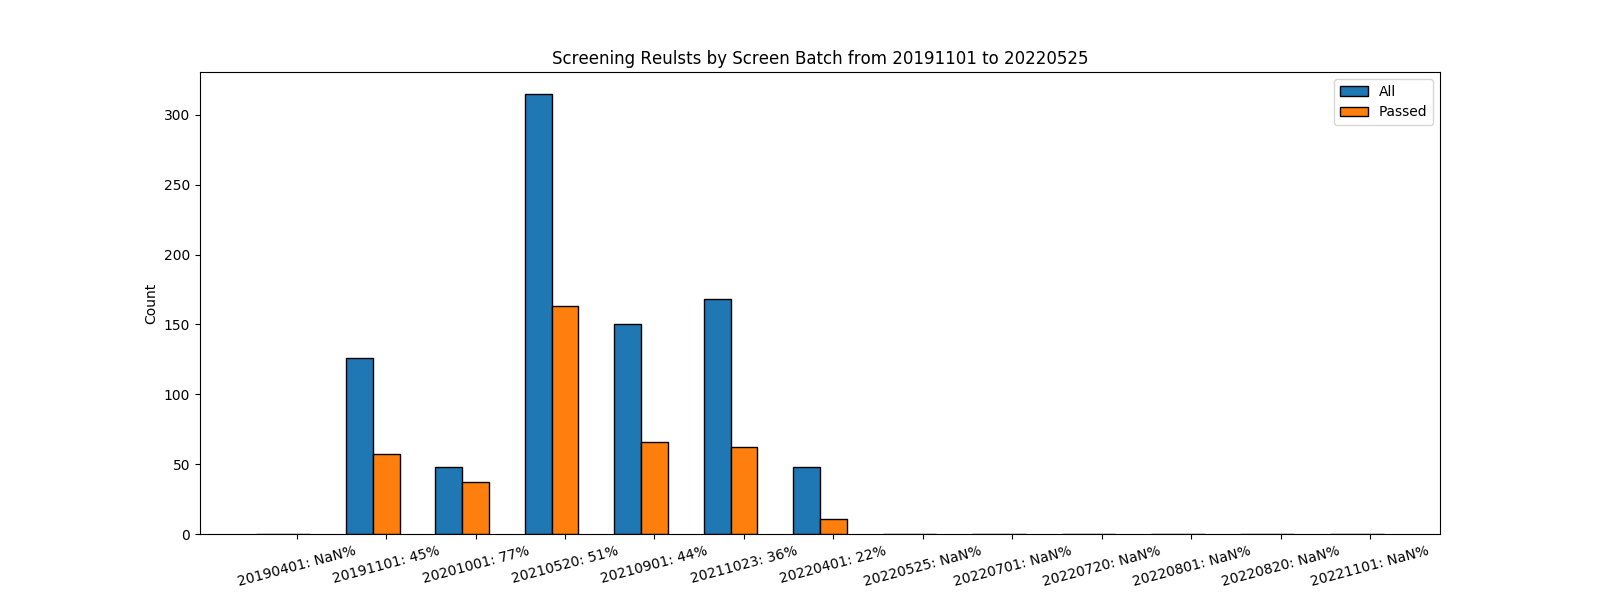 Screening Reulsts by Screen Batch from 20191101 to 20220525
All
Passed
Count
300
250
200
150
100
50
0
20190401: NaN%
20191101: 45%
20201001: 77%
20210520: 51%
20210901: 44%
20211023: 36%
20220401: 22%
20220525: NaN%
20220701: NaN%
20220720: NaN%
20220801: NaN%
20220820: NaN%
20221101: NaN%